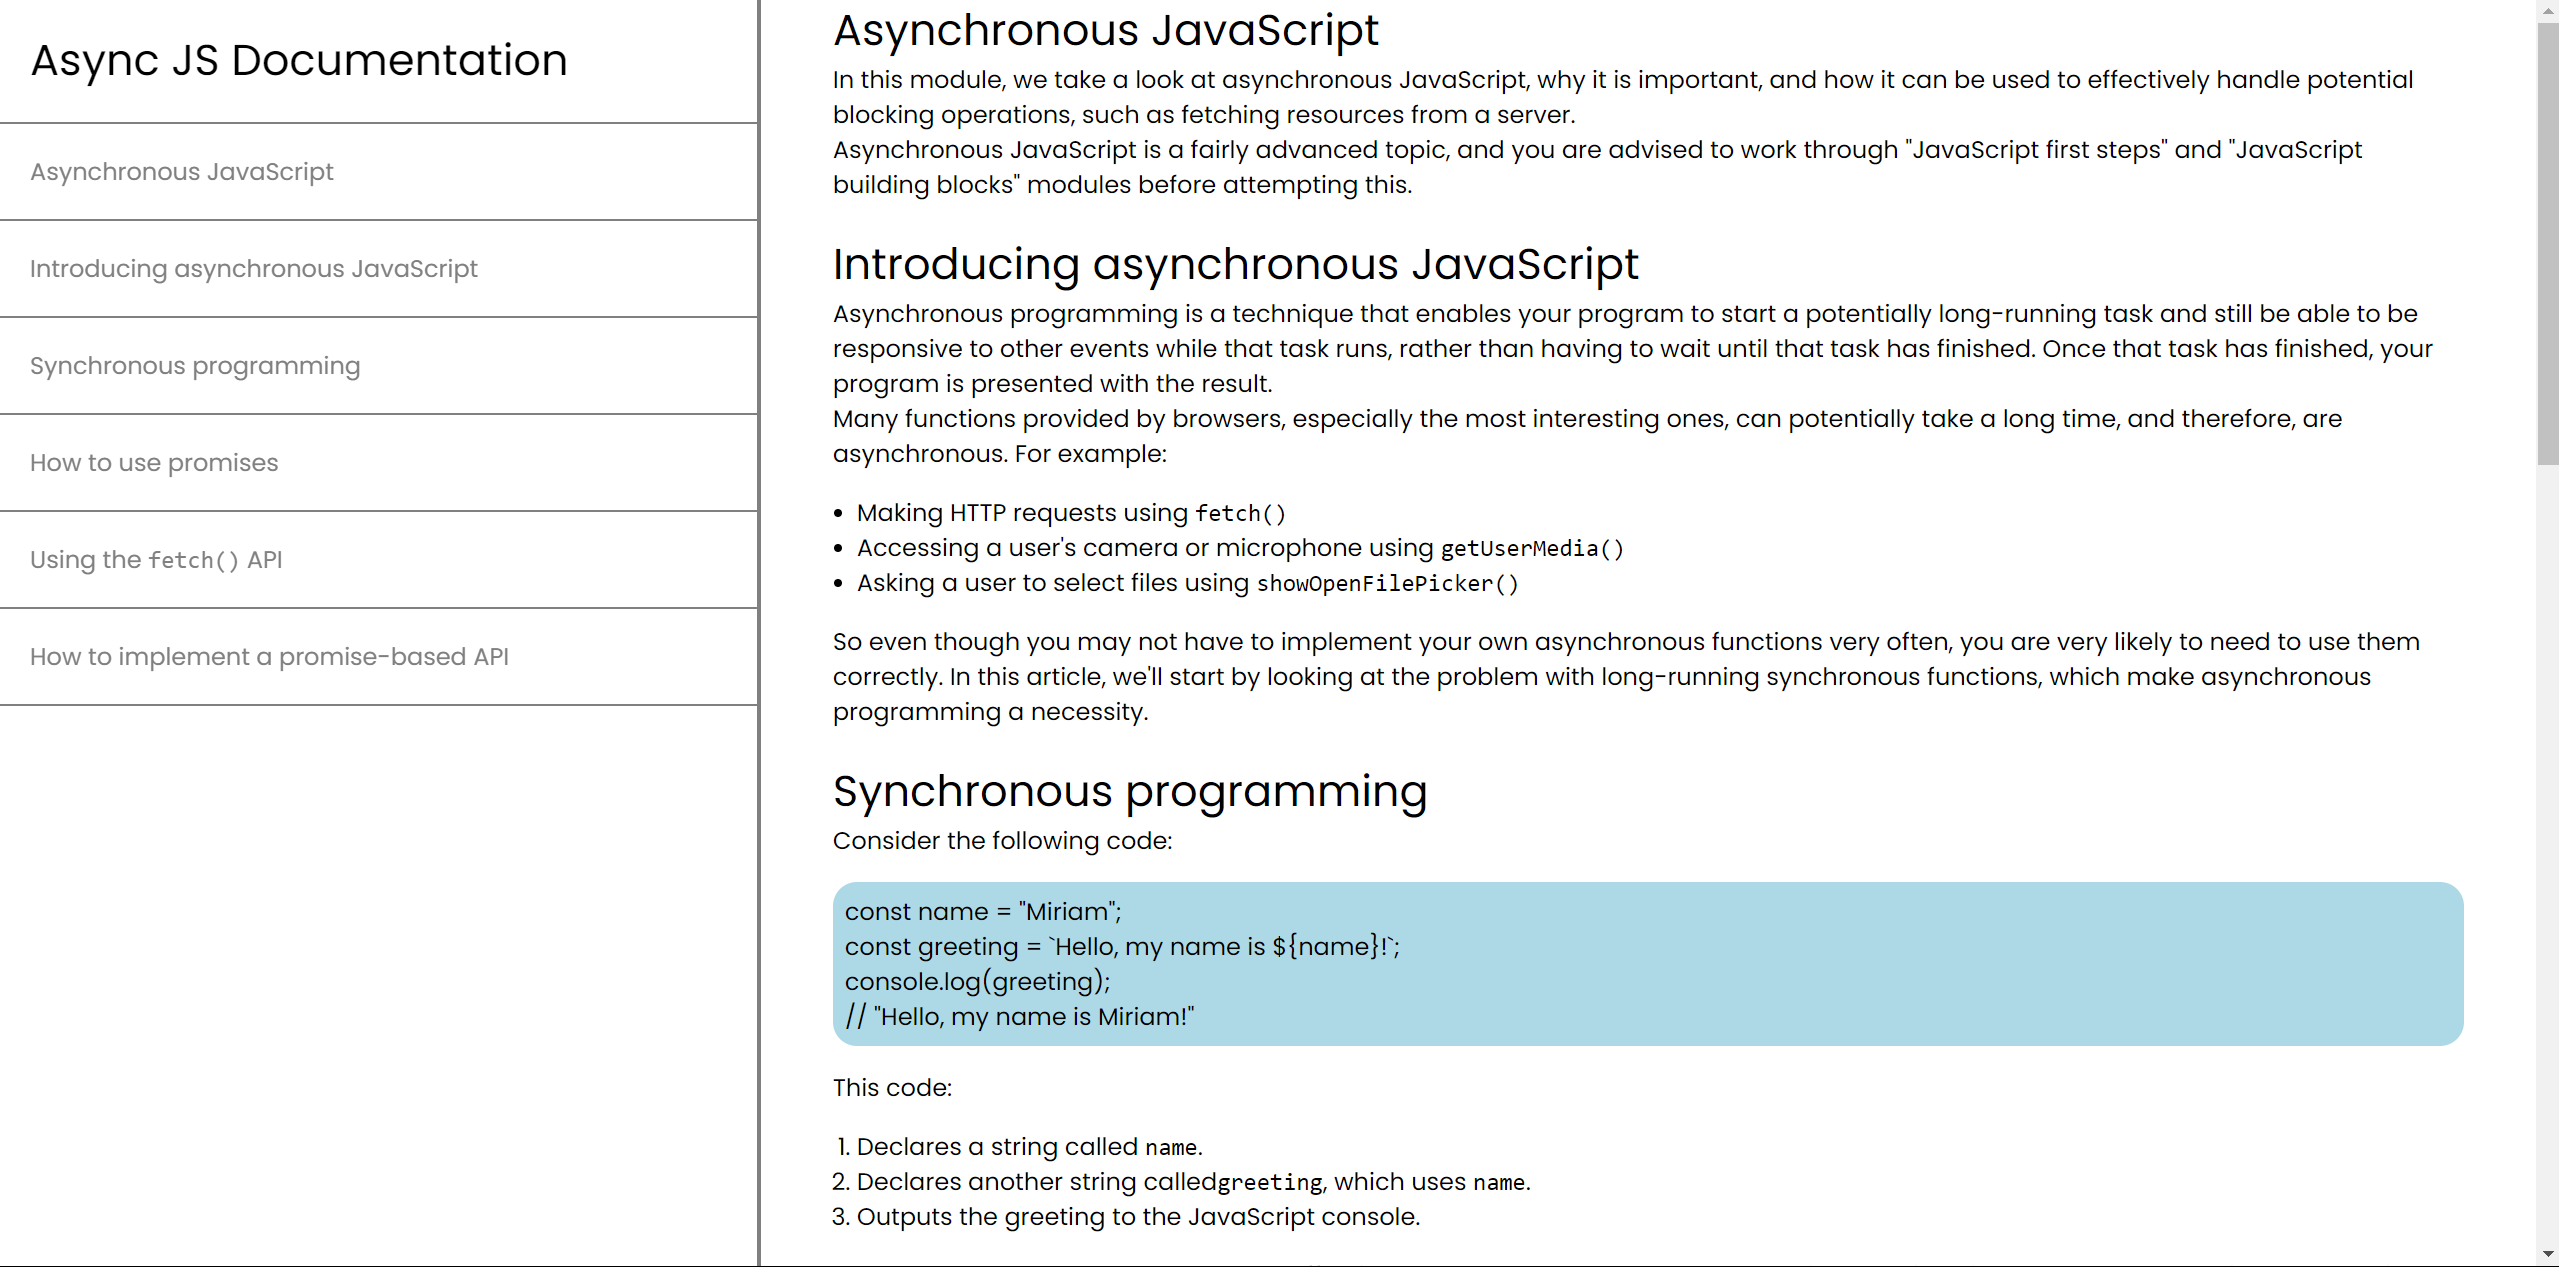 Async JS Documentation
Asynchronous JavaScript
Introducing asynchronous JavaScript
Synchronous programming
How to use promises
Using the fetch() API
How to implement a promise-based API
Asynchronous JavaScript
In this module, we take a look at asynchronous JavaScript, why it is important, and how it can be used to effectively handle potential
blocking operations, such as fetching resources from a server.
Asynchronous JavaScript is a fairly advanced topic, and you are advised to work through "JavaScript first steps" and "JavaScript
building blocks" modules before attempting this.
Introducing asynchronous JavaScript
Asynchronous programming is a technique that enables your program to start a potentially long-running task and still be able to be
responsive to other events while that task runs, rather than having to wait until that task has finished. Once that task has finished, your
program is presented with the result.
Many functions provided by browsers, especially the most interesting ones, can potentially take a long time, and therefore, are
asynchronous. For example:
• Making HTTP requests using fetch()
• Accessing a user's camera or microphone using getUserMedia()
• Asking a user to select files using showOpenFilePicker()
So even though you may not have to implement your own asynchronous functions very often, you are very likely to need to use them
correctly. In this article, we'll start by looking at the problem with long-running synchronous functions, which make asynchronous
programming a necessity.
Synchronous programming
Consider the following code:
const name = "Miriam";
const greeting = `Hello, my name is ${name}!`;
console.log(greeting);
// "Hello, my name is Miriam!"
This code:
1. Declares a string called name.
2. Declares another string calledgreeting, which uses name.
3. Outputs the greeting to the JavaScript console.